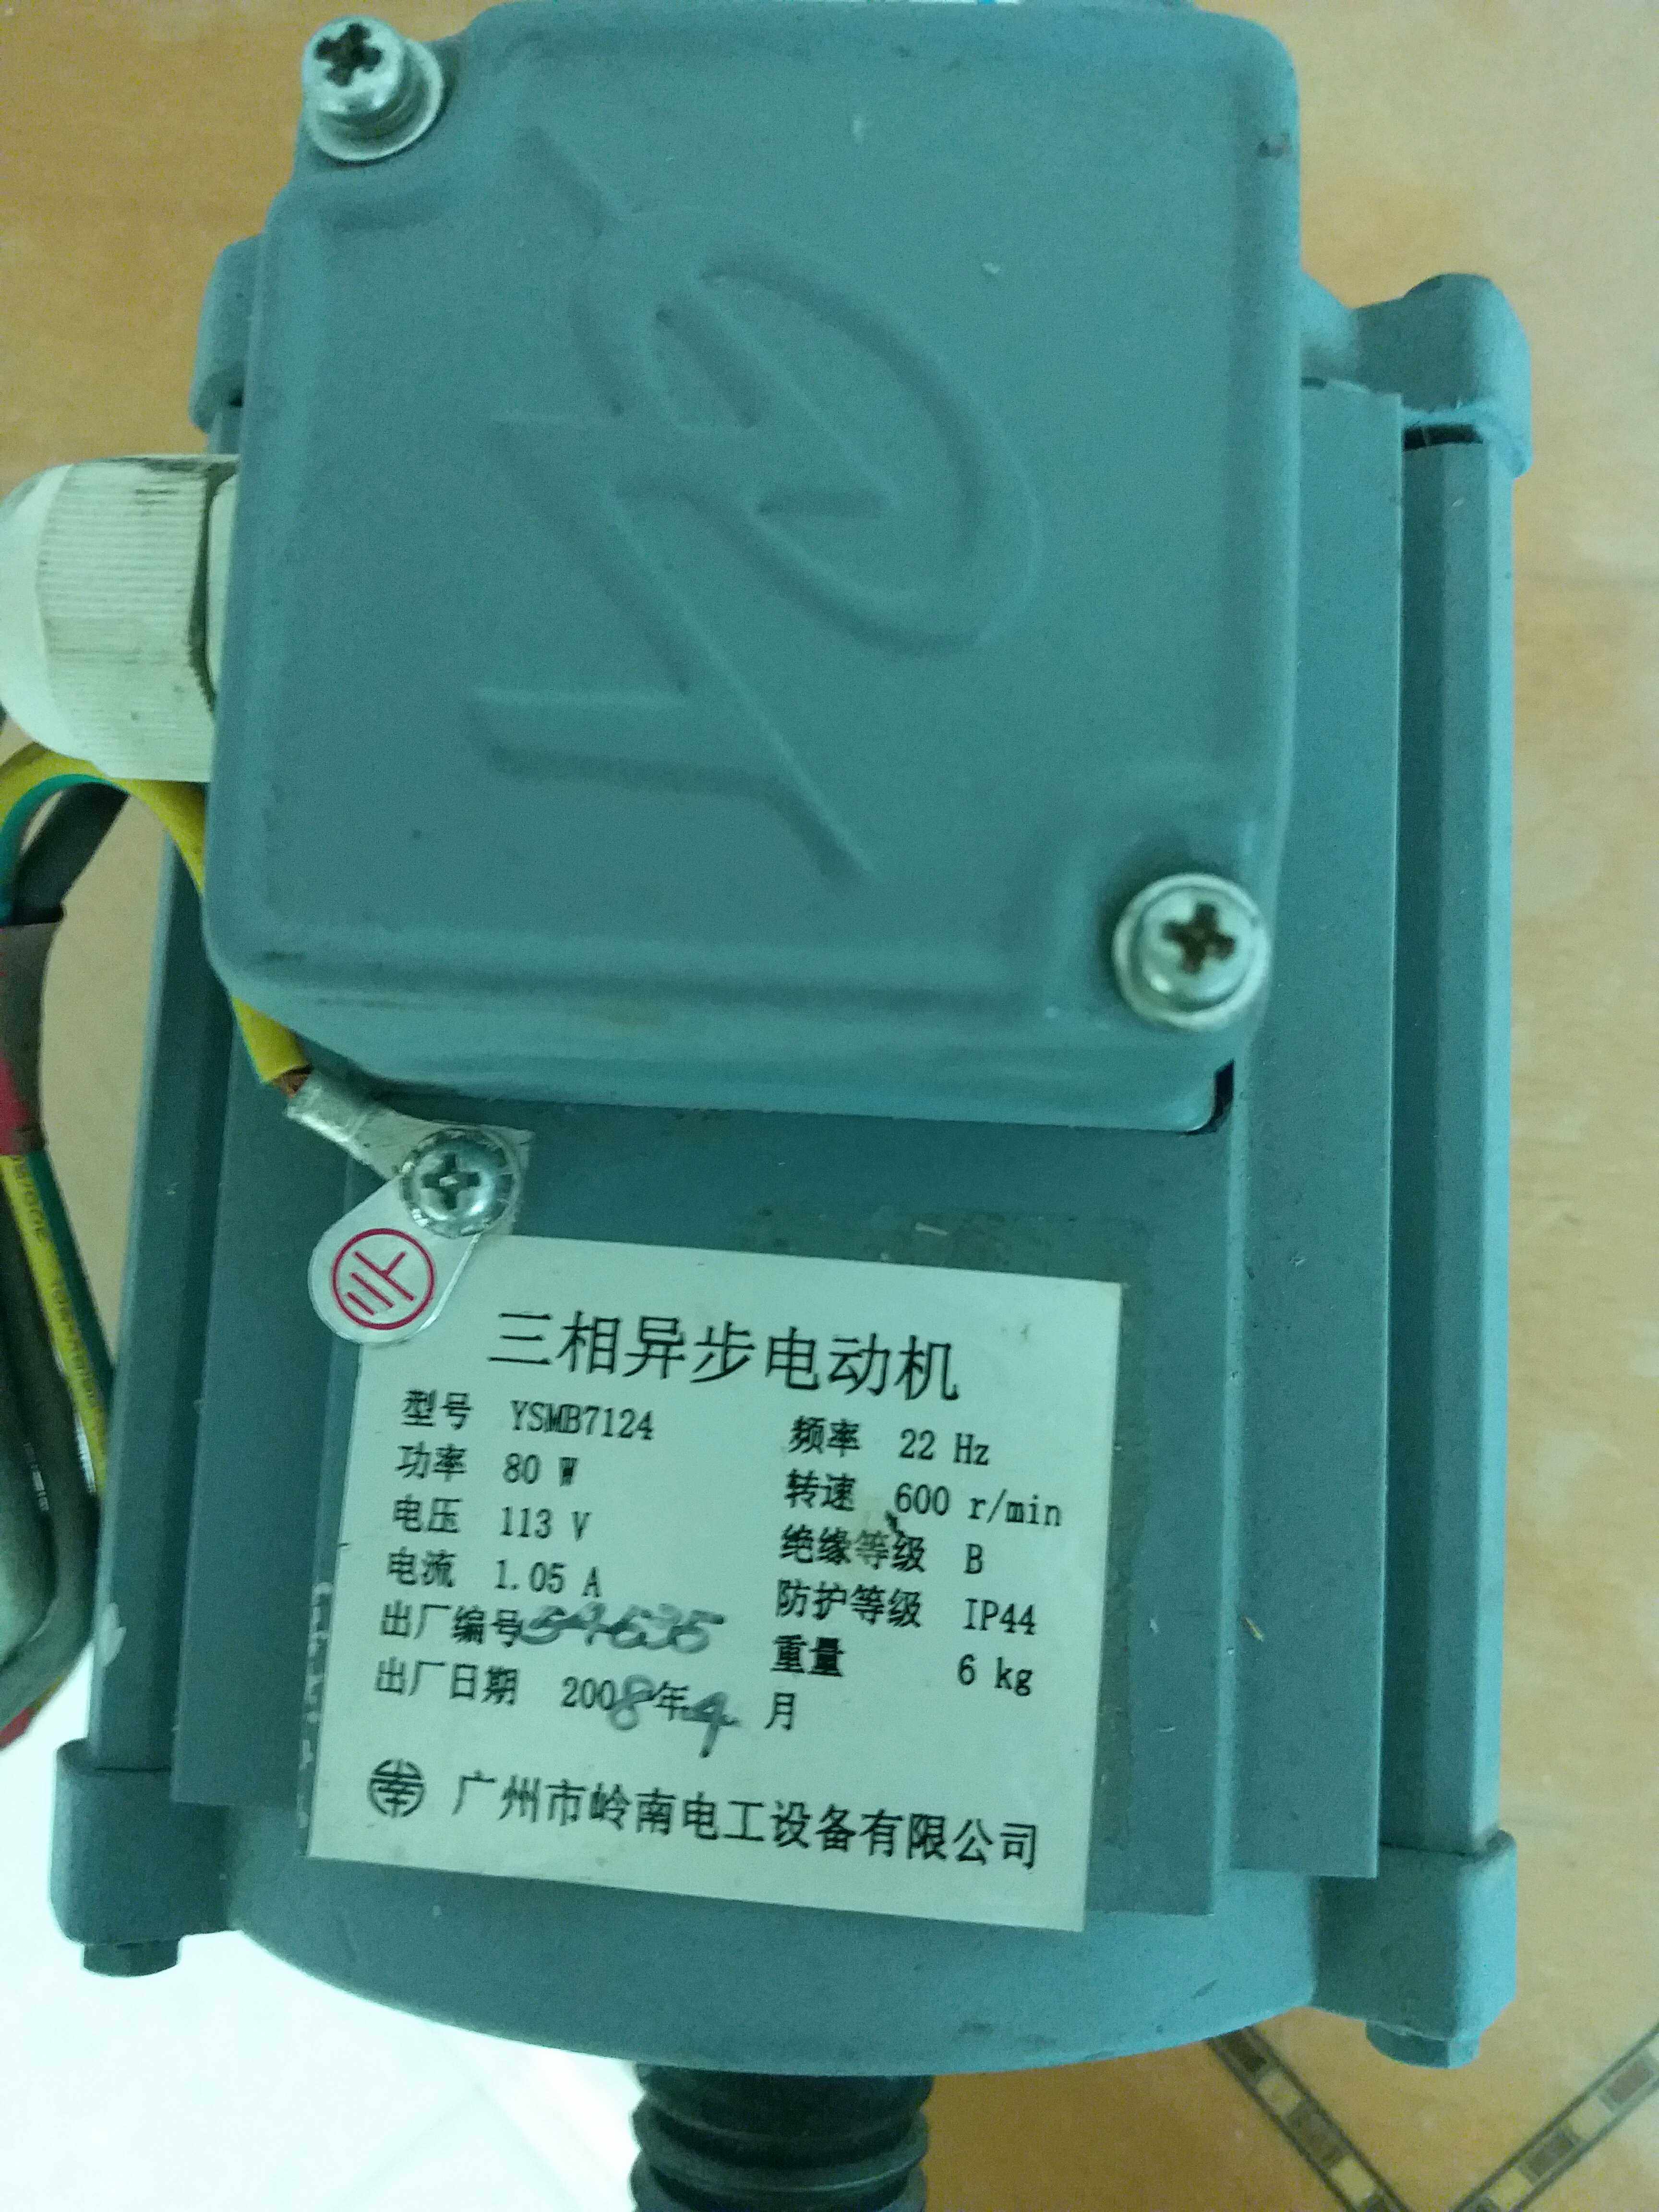 三相异步电动机
型号 YSMB7124 频率 22 Hz
功率 80 W 转速 600 r/min
电压 113 V 绝缘等级 B
电流 1.05 A 防护等级 IP44
出厂编号 重量 6 kg
出厂日期 2008年4月
广州市岭南电工设备有限公司